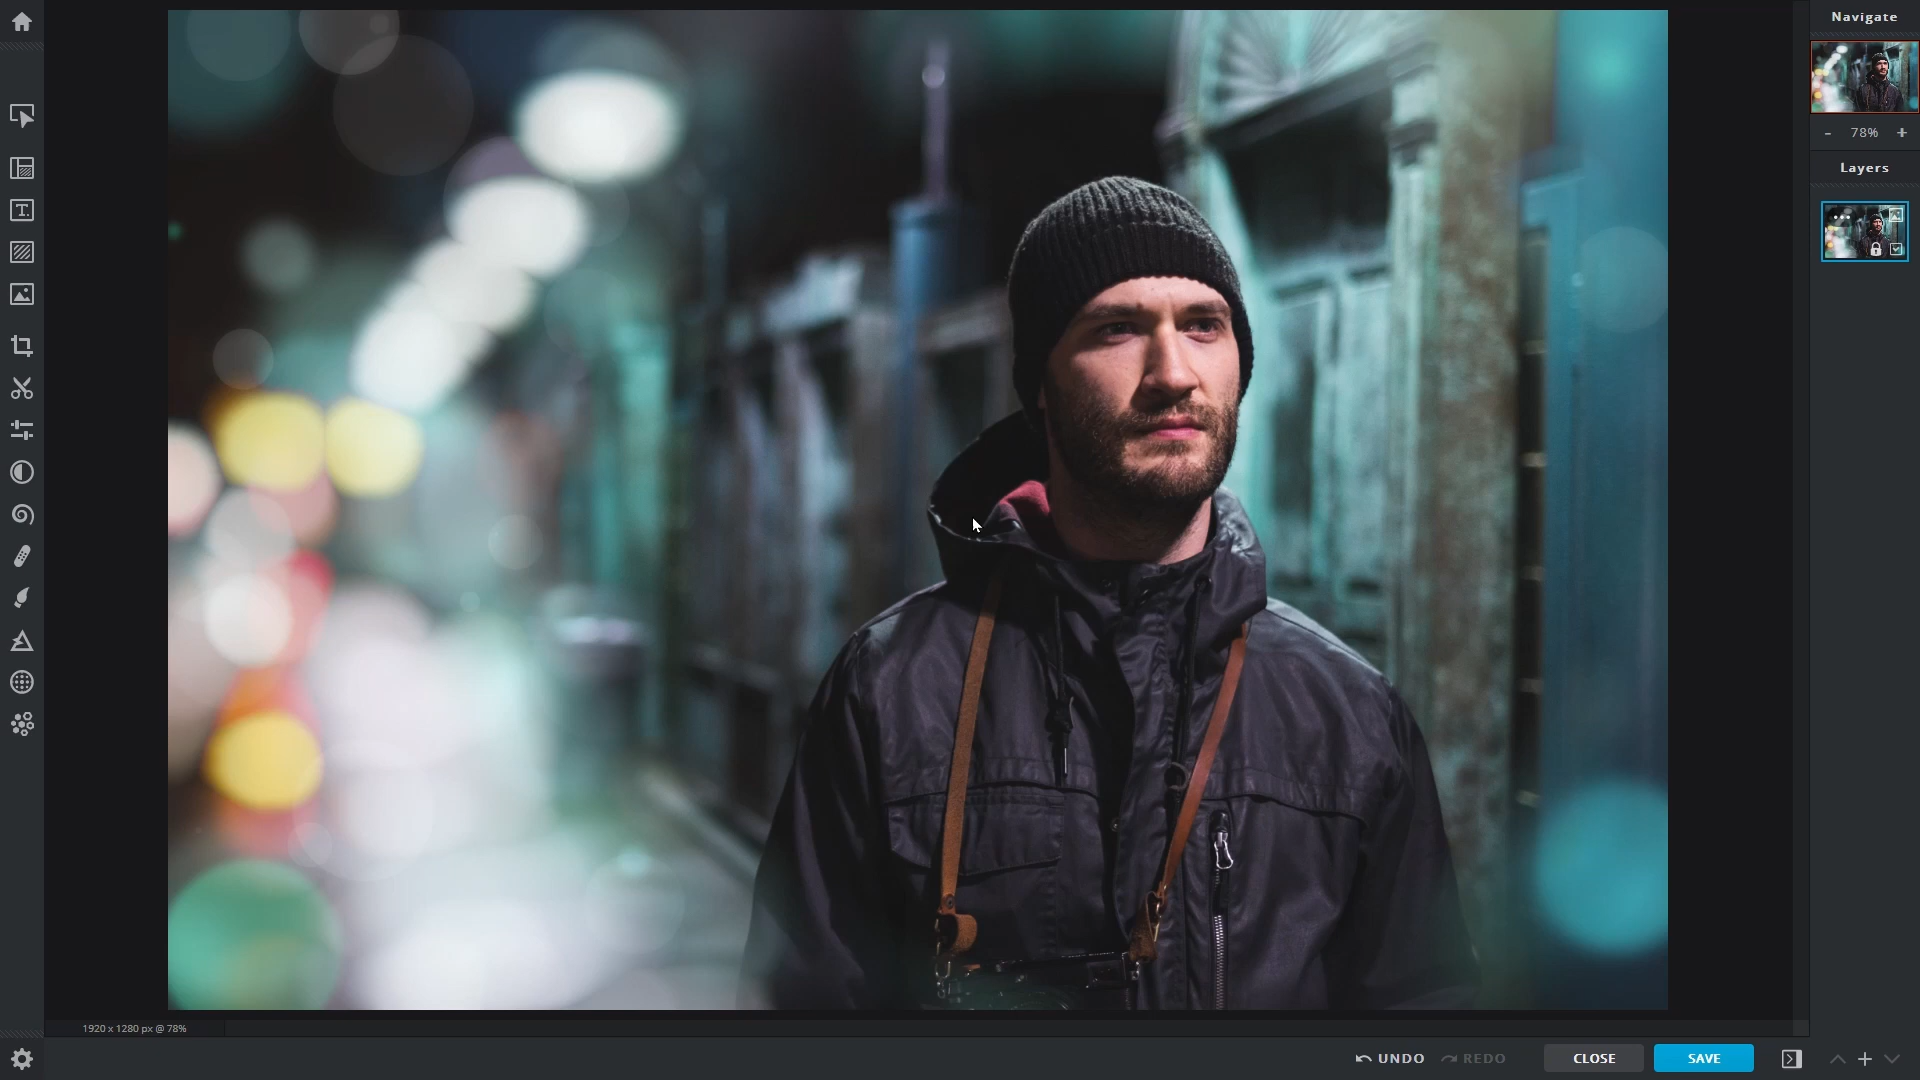 Navigate
- 78% +
Layers
1920 x 1280 px @ 78%
UNDO
REDO
CLOSE
SAVE